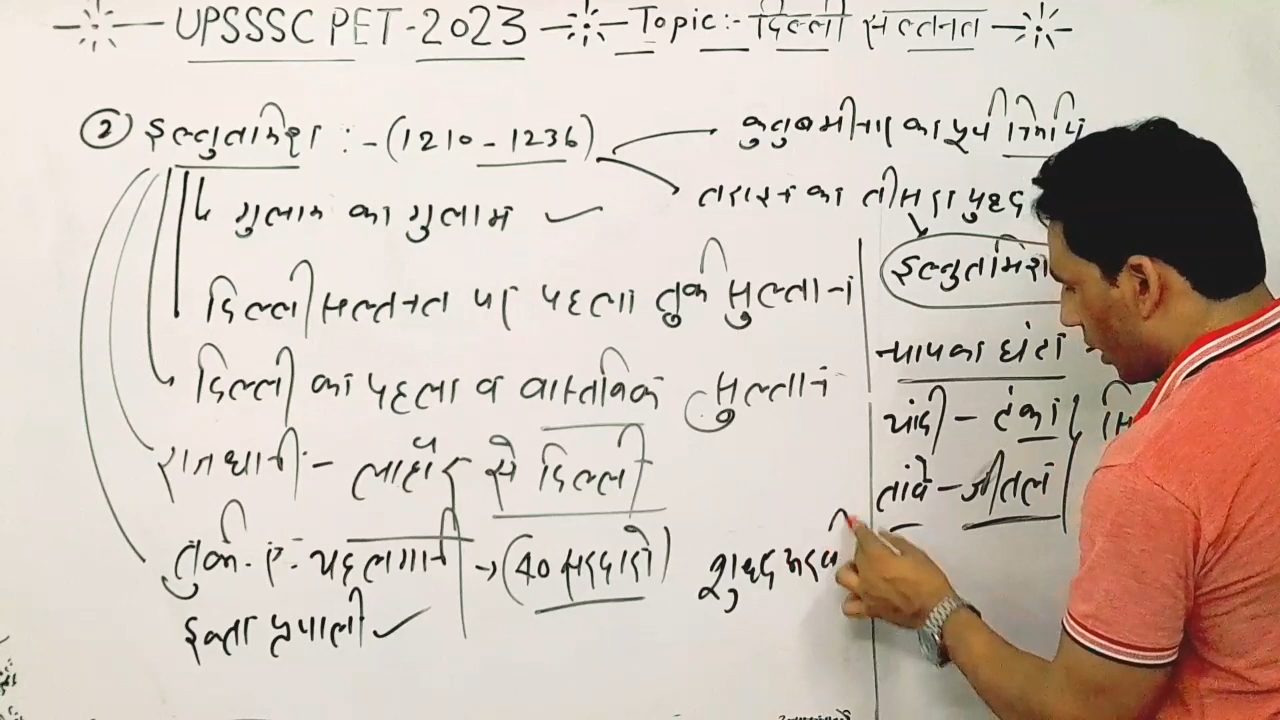 UPSSSC PET-2023 Topic:- दिल्ली सल्तनत
② इल्तुतमिश :- (1210-1236)
कुतुबमीनार का पूर्ण निर्माण
तराइन का तीसरा युद्ध
इल्तुतमिश
गुलाम का गुलाम ✓
दिल्ली सल्तनत पर पहला तुर्क सुल्तान
दिल्ली का पहला व वास्तविक सुल्तान
राजधानी :- लाहौर से दिल्ली
तुर्कान-ए-चहलगानी → (40 सरदारों)
इक्ता प्रणाली ✓
न्याय का घंटा
चांदी - टंका
तांबे - जीतल
शुद्ध अरब